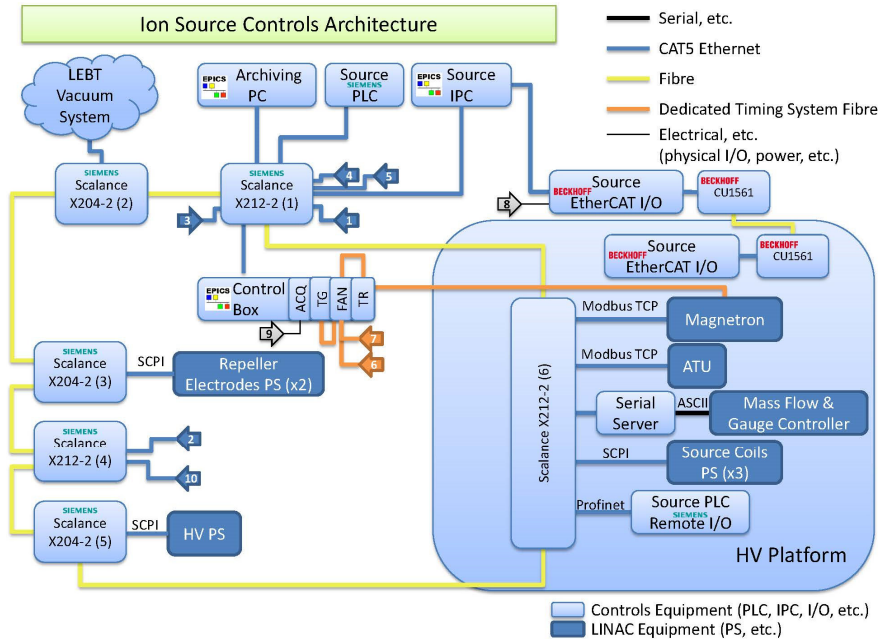 Ion Source Controls Architecture
Serial, etc.
CAT5 Ethernet
Fibre
Dedicated Timing System Fibre
Electrical, etc.
(physical I/O, power, etc.)
LEBT
Vacuum
System
EPICS
Archiving
PC
Source
SIEMENS
PLC
EPICS
Source
IPC
SIEMENS
Scalance
X204-2 (2)
SIEMENS
Scalance
X212-2 (1)
4
5
3
1
8
BECKHOFF
Source
EtherCAT I/O
BECKHOFF
CU1561
BECKHOFF
Source
EtherCAT I/O
BECKHOFF
CU1561
EPICS
Control
Box
ACQ
TG
FAN
TR
9
7
6
Scalance X212-2 (6)
Modbus TCP
Magnetron
Modbus TCP
ATU
Serial
Server
ASCII
Mass Flow &
Gauge Controller
SCPI
Source Coils
PS (x3)
Profinet
Source PLC
SIEMENS
Remote I/O
HV Platform
SIEMENS
Scalance
X204-2 (3)
SCPI
Repeller
Electrodes PS (x2)
SIEMENS
Scalance
X212-2 (4)
2
10
SIEMENS
Scalance
X204-2 (5)
SCPI
HV PS
Controls Equipment (PLC, IPC, I/O, etc.)
LINAC Equipment (PS, etc.)